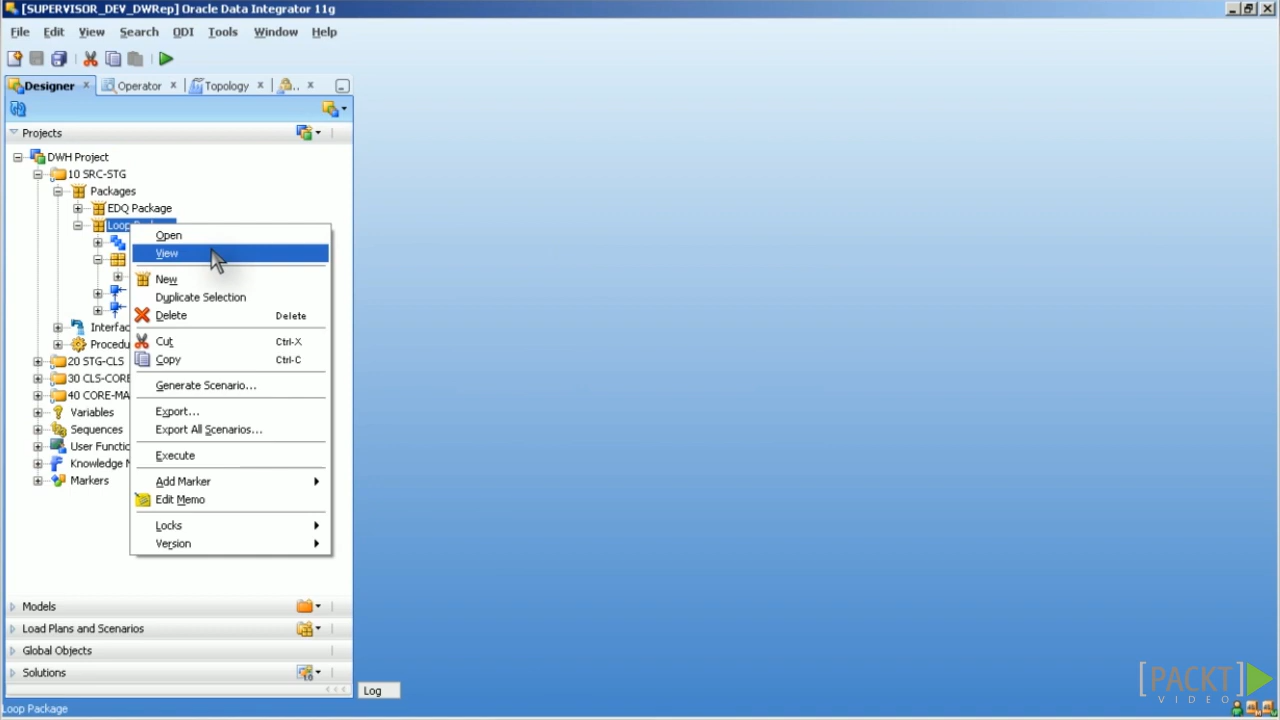 [SUPERVISOR_DEV_DWRep] Oracle Data Integrator 11g
File Edit View Search ODI Tools Window Help
Designer Operator Topology ..
Projects
DWH Project
10 SRC-STG
Packages
EDQ Package
Loop Package
Open
View
New
Duplicate Selection
Delete Delete
Cut Ctrl-X
Copy Ctrl-C
Generate Scenario...
Export...
Export All Scenarios...
Execute
Add Marker
Edit Memo
Locks
Version
Interfac
Procedu
20 STG-CLS
30 CLS-CORE
40 CORE-MA
Variables
Sequences
User Functio
Knowledge M
Markers
Models
Load Plans and Scenarios
Global Objects
Solutions
Log
Loop Package
[PACKT]
VIDEO